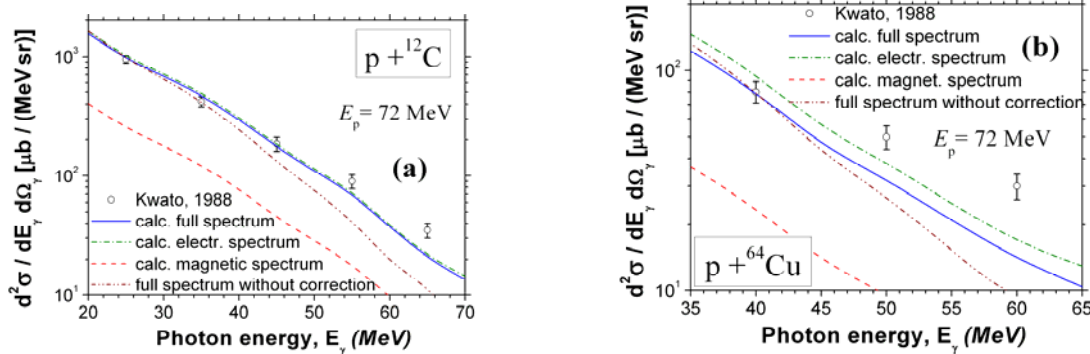 d²σ / dE_γ dΩ_γ [μb / (MeV sr)]
10³
10²
10¹
p + ¹²C
E_p = 72 MeV
(a)
Kwato, 1988
calc. full spectrum
calc. electr. spectrum
calc. magnetic spectrum
full spectrum without correction
20 30 40 50 60 70
Photon energy, E_γ (MeV)
d²σ / dE_γ dΩ_γ [μb / (MeV sr)]
10²
10¹
Kwato, 1988
calc. full spectrum
calc. electr. spectrum
calc. magnet. spectrum
full spectrum without correction
(b)
E_p = 72 MeV
p + ⁶⁴Cu
35 40 45 50 55 60 65
Photon energy, E_γ (MeV)